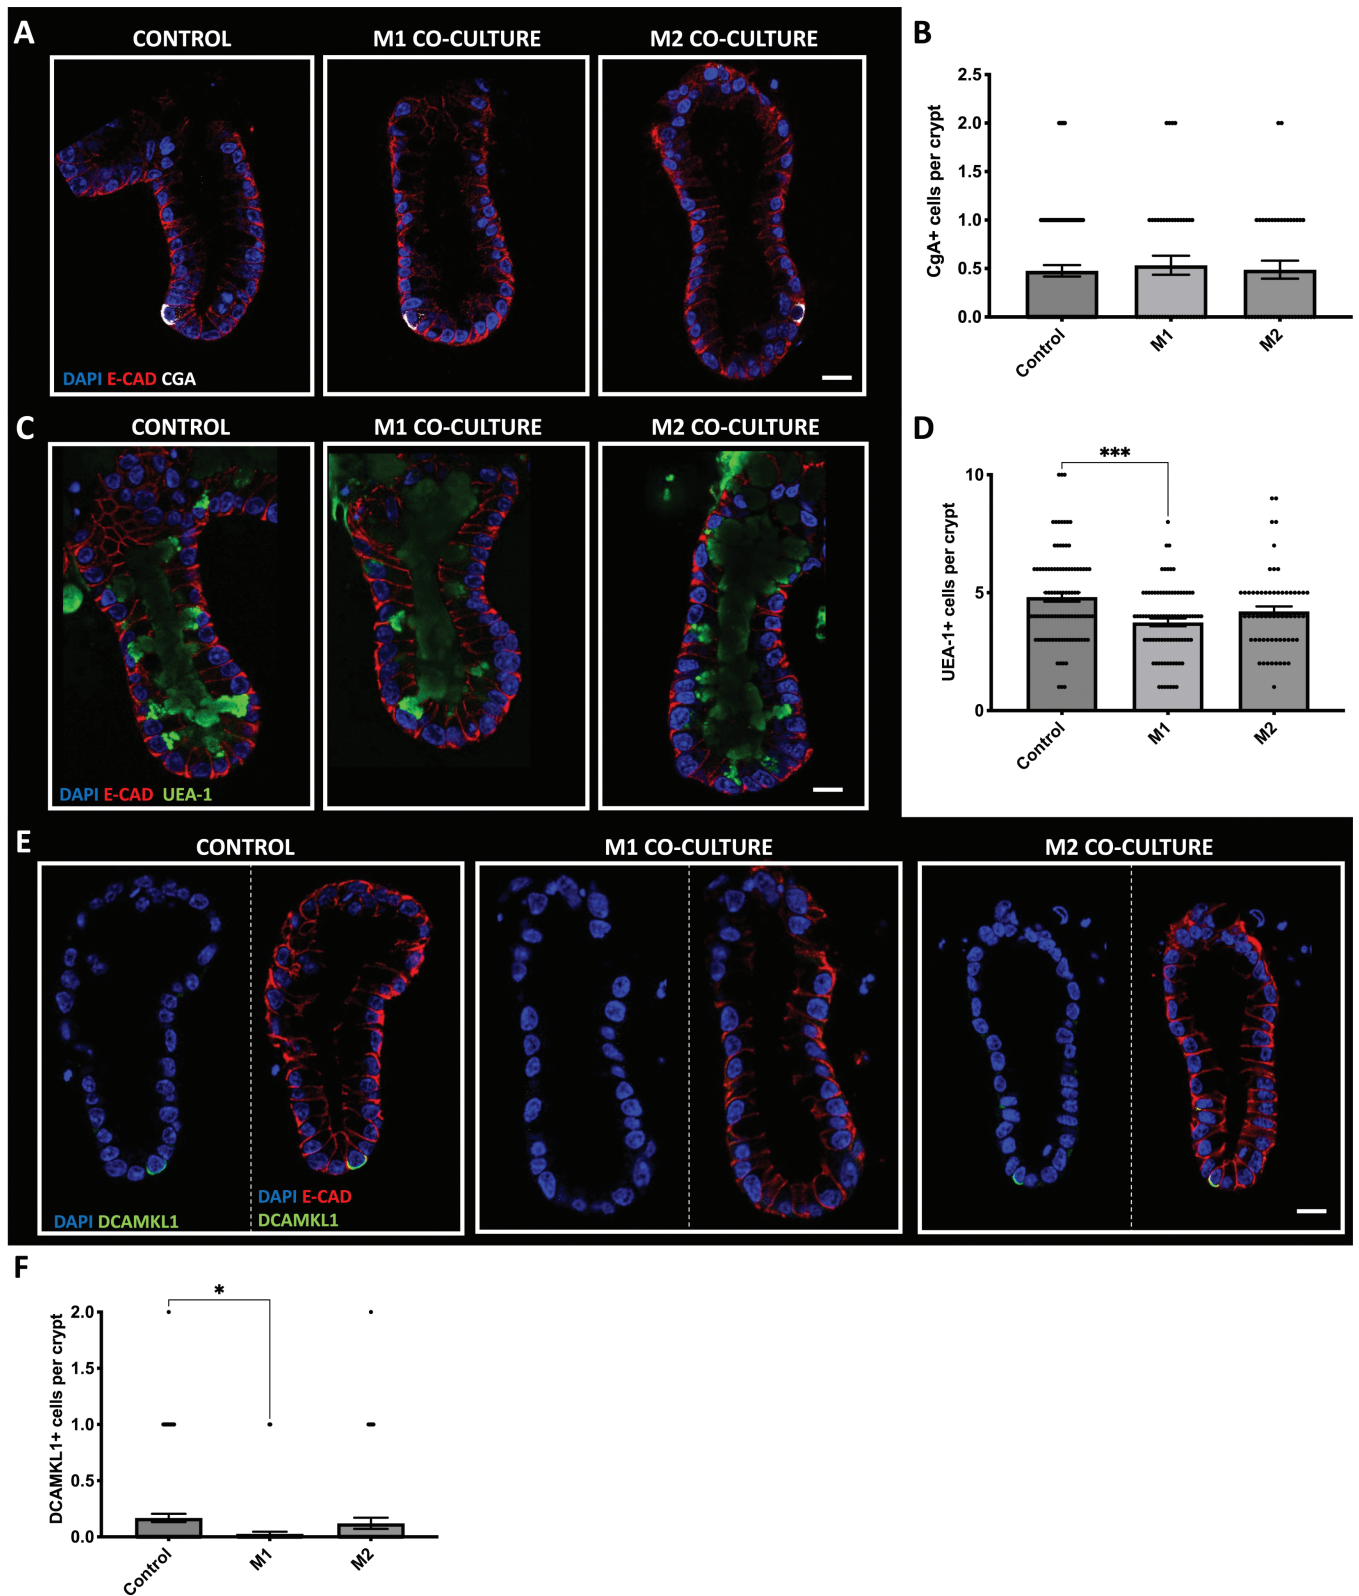 A
CONTROL
M1 CO-CULTURE
M2 CO-CULTURE
DAPI E-CAD CGA
B
CgA+ cells per crypt
2.5
2.0
1.5
1.0
0.5
0.0
Control
M1
M2
C
CONTROL
M1 CO-CULTURE
M2 CO-CULTURE
DAPI E-CAD UEA-1
D
***
UEA-1+ cells per crypt
10
5
0
Control
M1
M2
E
CONTROL
M1 CO-CULTURE
M2 CO-CULTURE
DAPI DCAMKL1
DAPI E-CAD
DCAMKL1
F
*
DCAMKL1+ cells per crypt
2.0
1.5
1.0
0.5
0.0
Control
M1
M2